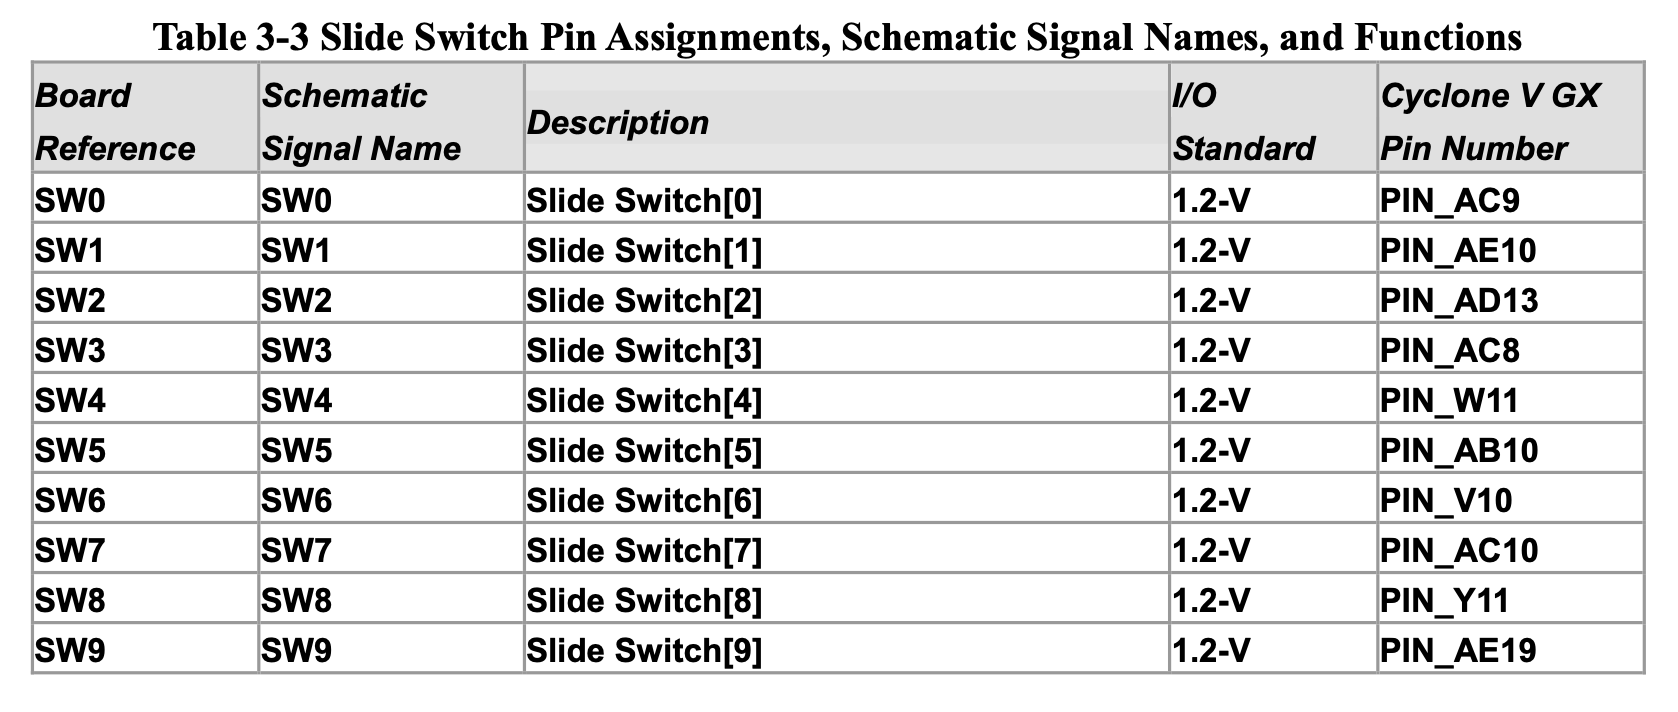 Table 3-3 Slide Switch Pin Assignments, Schematic Signal Names, and Functions
Board Reference Schematic Signal Name Description I/O Standard Cyclone V GX Pin Number
SW0 SW0 Slide Switch[0] 1.2-V PIN_AC9
SW1 SW1 Slide Switch[1] 1.2-V PIN_AE10
SW2 SW2 Slide Switch[2] 1.2-V PIN_AD13
SW3 SW3 Slide Switch[3] 1.2-V PIN_AC8
SW4 SW4 Slide Switch[4] 1.2-V PIN_W11
SW5 SW5 Slide Switch[5] 1.2-V PIN_AB10
SW6 SW6 Slide Switch[6] 1.2-V PIN_V10
SW7 SW7 Slide Switch[7] 1.2-V PIN_AC10
SW8 SW8 Slide Switch[8] 1.2-V PIN_Y11
SW9 SW9 Slide Switch[9] 1.2-V PIN_AE19